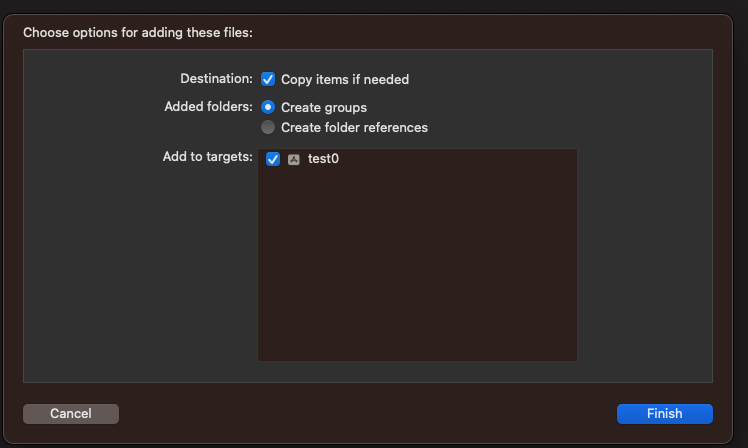 Choose options for adding these files:
Destination: Copy items if needed
Added folders: Create groups
Create folder references
Add to targets: test0
Cancel Finish